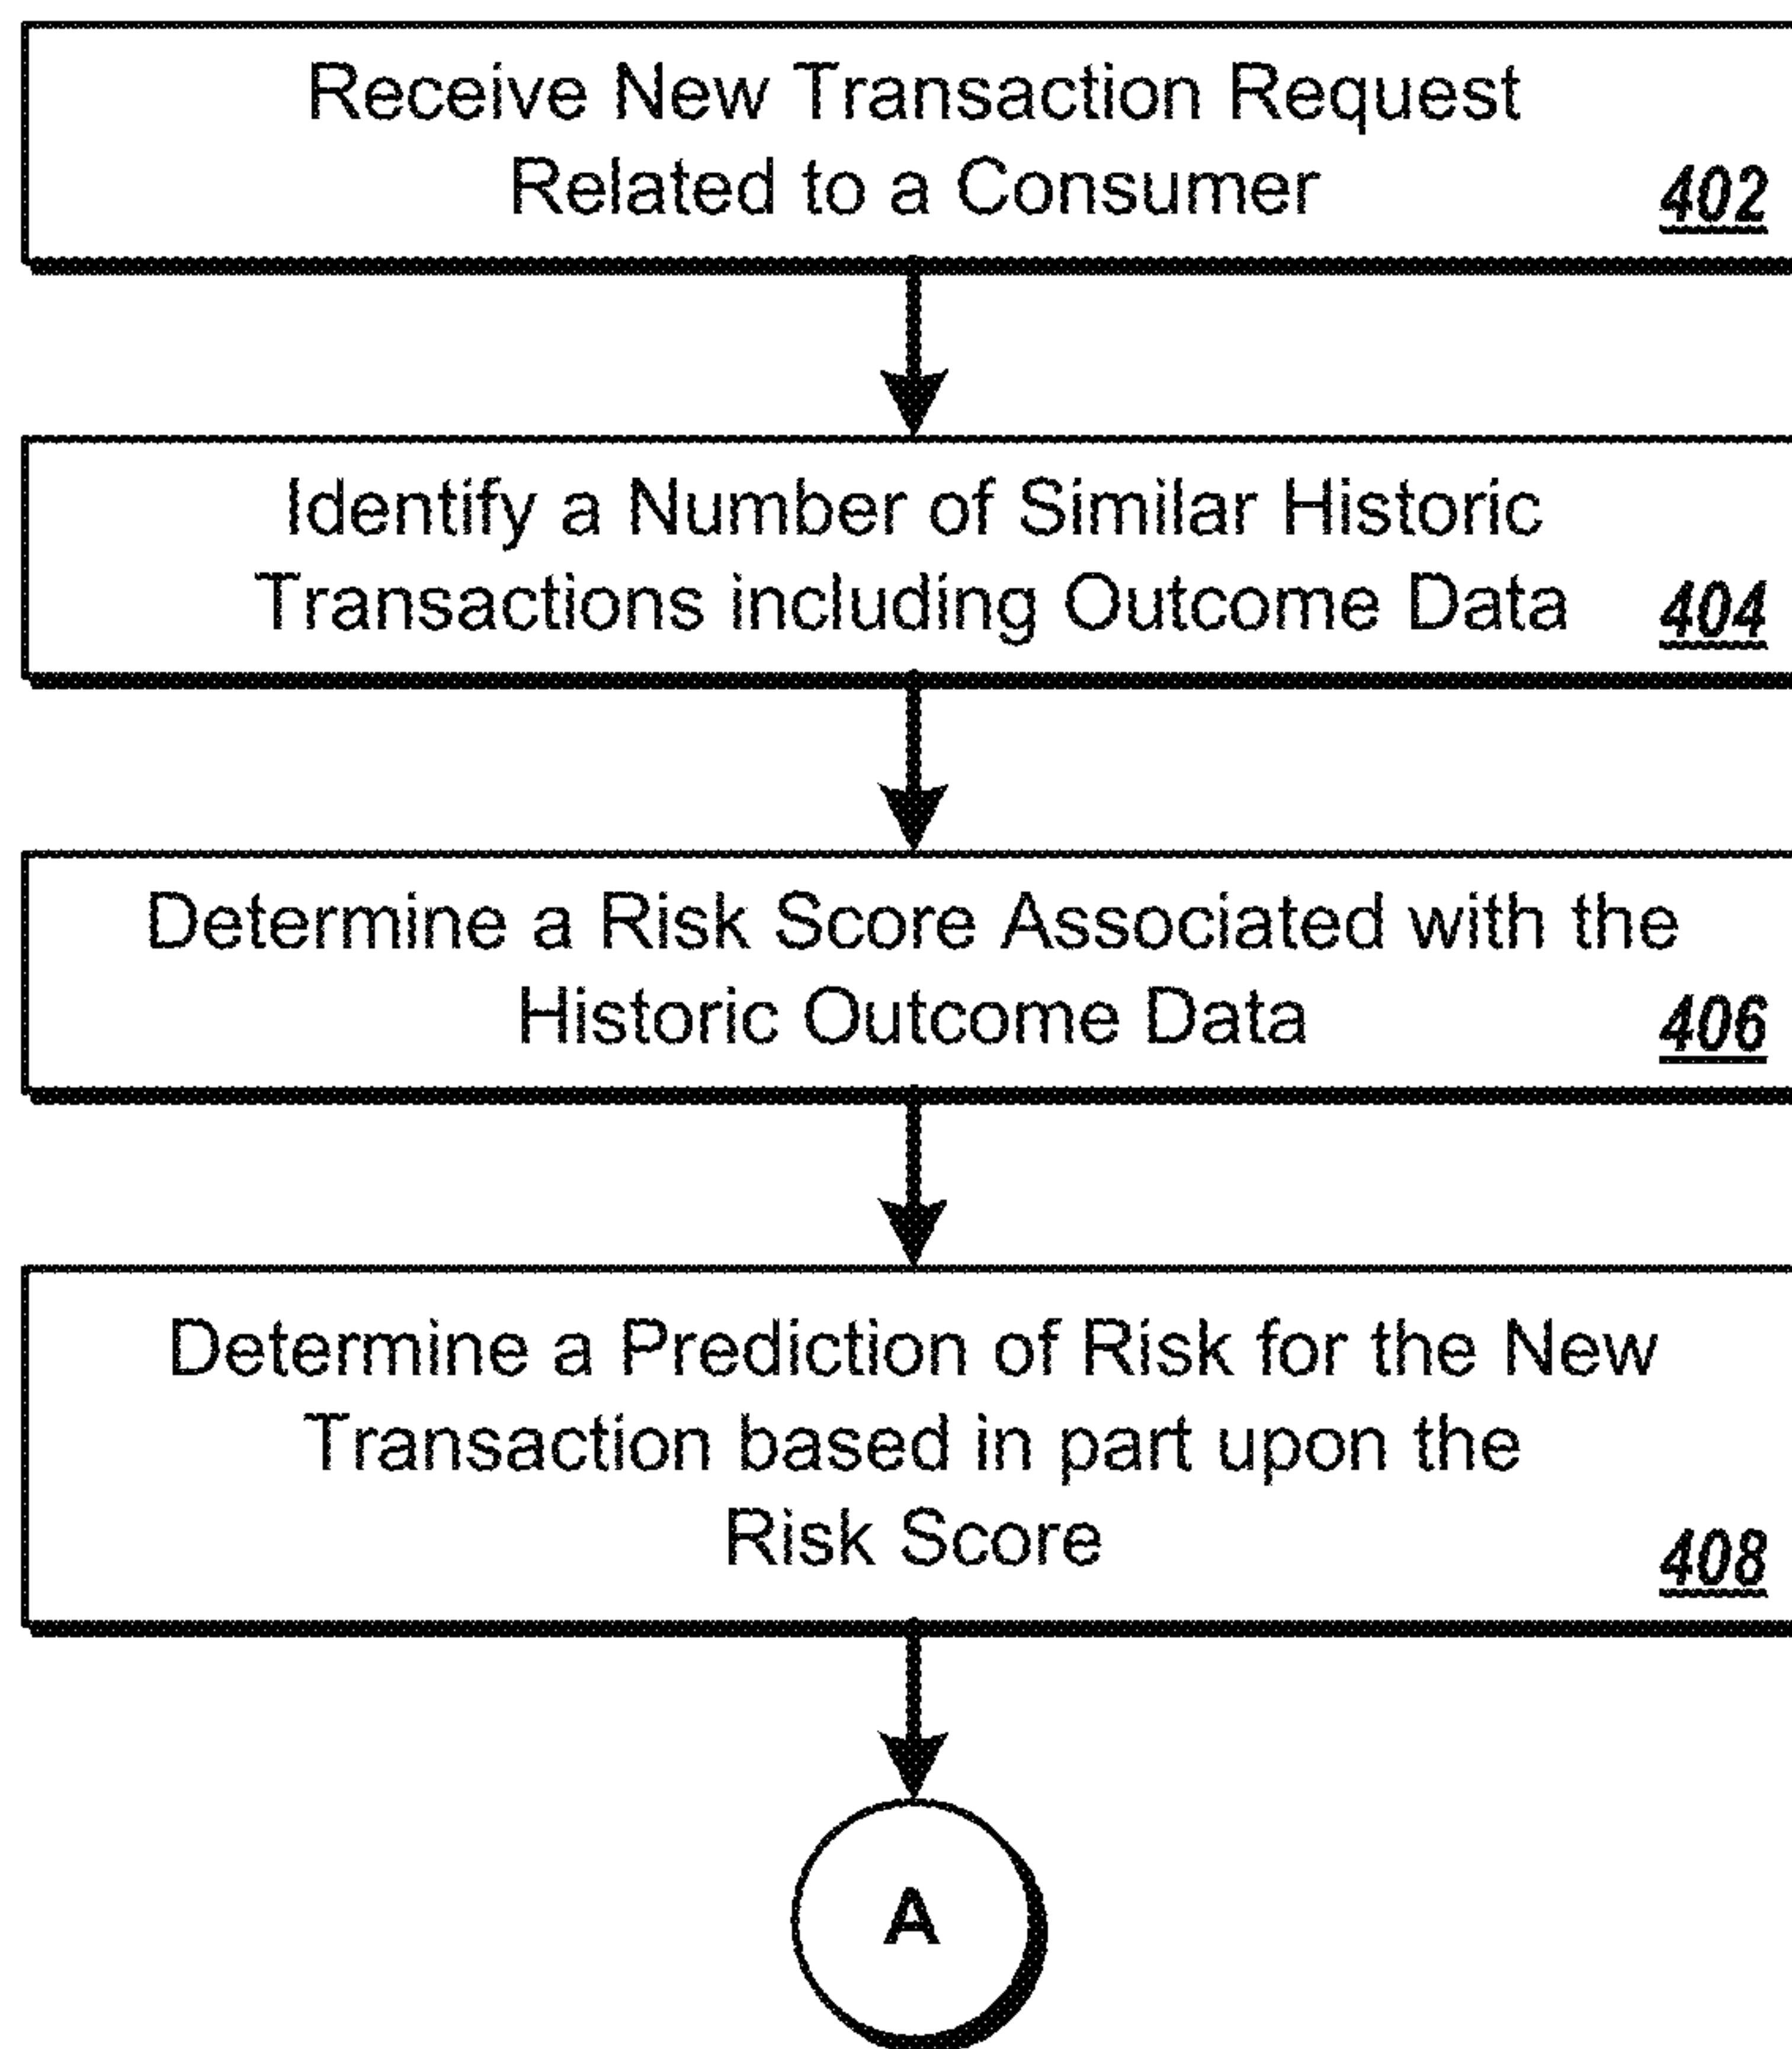 Receive New Transaction Request
Related to a Consumer
402
Identify a Number of Similar Historic
Transactions including Outcome Data
404
Determine a Risk Score Associated with the
Historic Outcome Data
406
Determine a Prediction of Risk for the New
Transaction based in part upon the
Risk Score
408
A